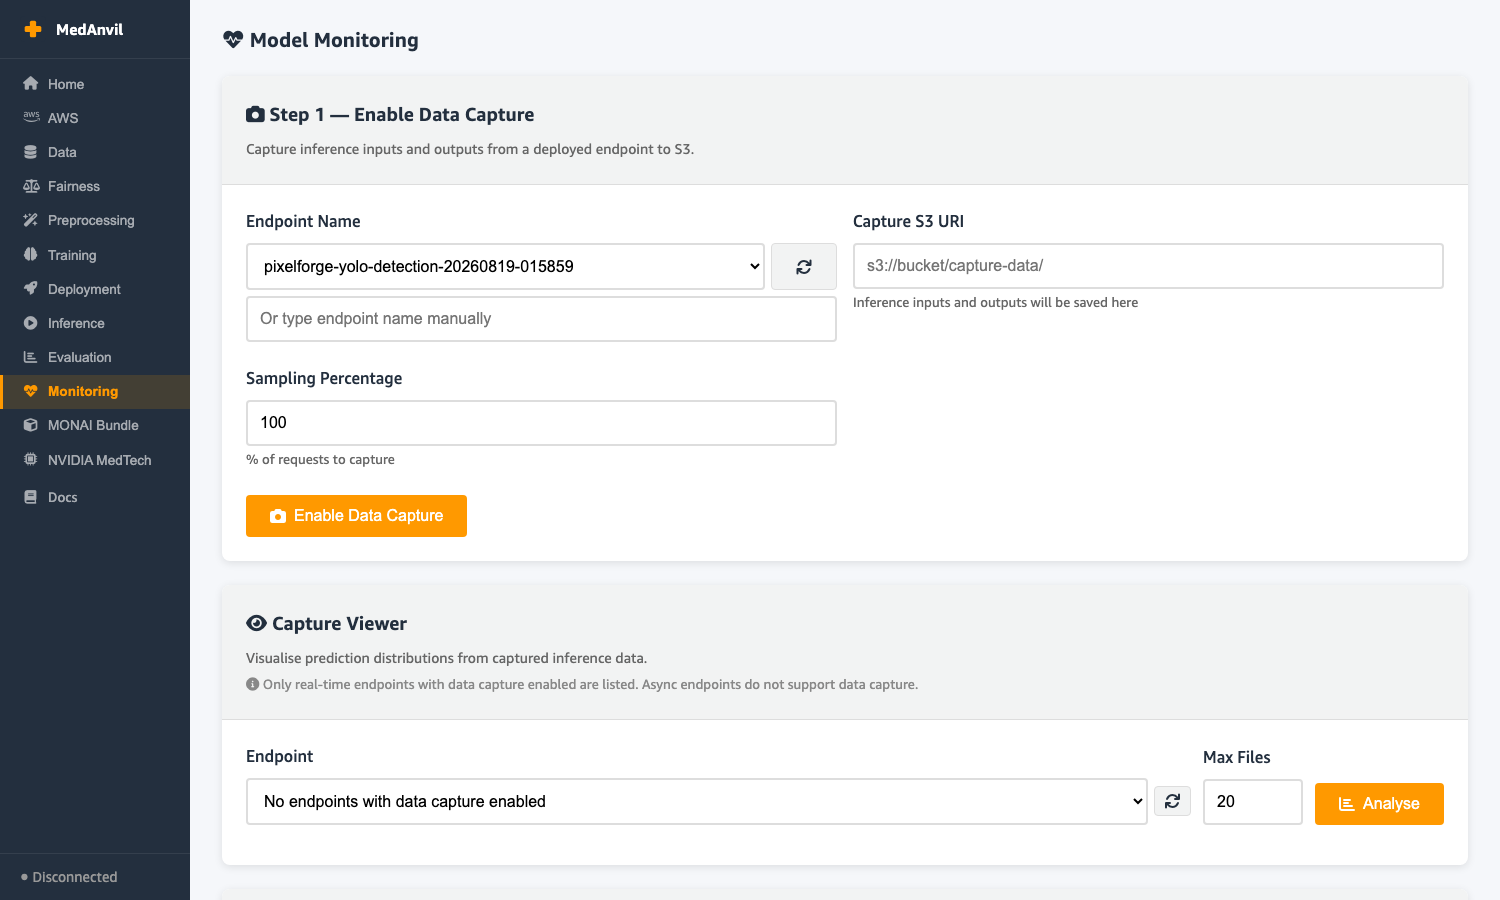 MedAnvil
Home
aws AWS
Data
Fairness
Preprocessing
Training
Deployment
Inference
Evaluation
Monitoring
MONAI Bundle
NVIDIA MedTech
Docs
Disconnected
Model Monitoring
Step 1 — Enable Data Capture
Capture inference inputs and outputs from a deployed endpoint to S3.
Endpoint Name
pixelforge-yolo-detection-20260819-015859
Or type endpoint name manually
Capture S3 URI
s3://bucket/capture-data/
Inference inputs and outputs will be saved here
Sampling Percentage
100
% of requests to capture
Enable Data Capture
Capture Viewer
Visualise prediction distributions from captured inference data.
Only real-time endpoints with data capture enabled are listed. Async endpoints do not support data capture.
Endpoint
No endpoints with data capture enabled
Max Files
20
Analyse